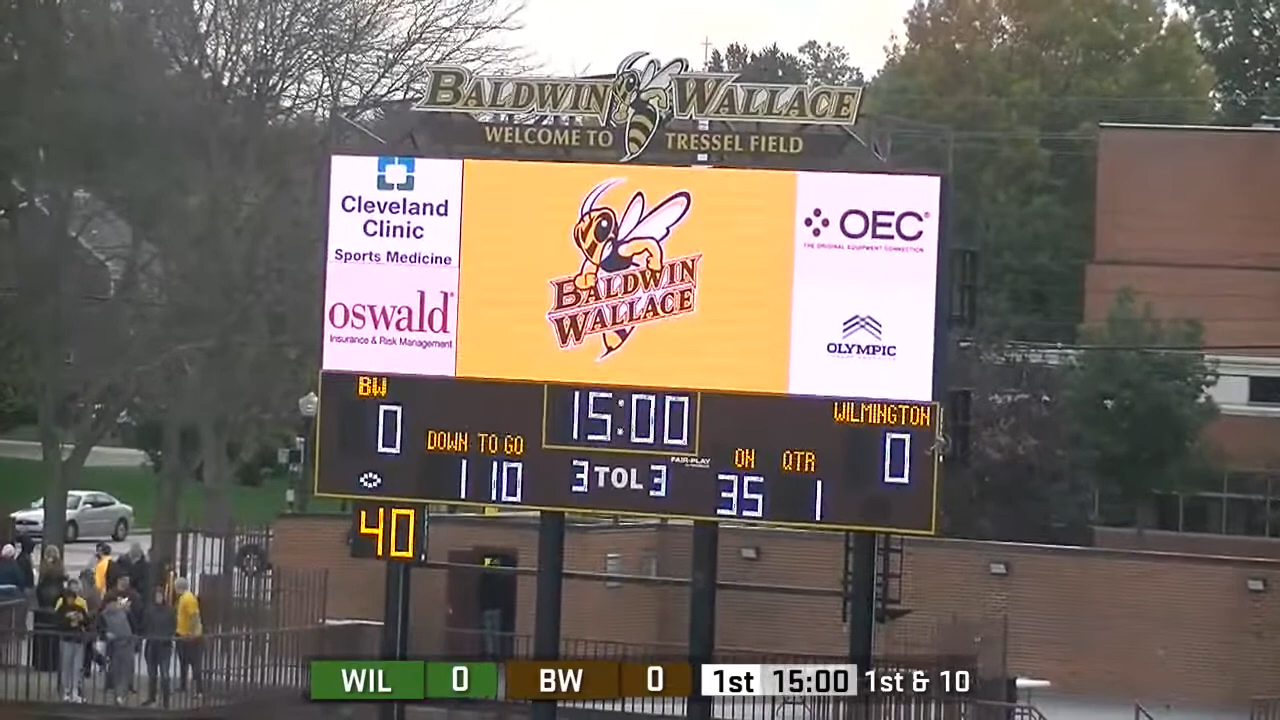 BALDWIN WALLACE
WELCOME TO TRESSEL FIELD
Cleveland
Clinic
Sports Medicine
oswald
Insurance & Risk Management
BALDWIN
WALLACE
OEC
THE ORIGINAL EQUIPMENT CONNECTION
OLYMPIC
BW
0
15:00
WILMINGTON
0
DOWN TO GO
1 10
FAIR-PLAY
3 TOL 3
ON QTR
35 1
40
WIL 0 BW 0 1st 15:00 1st & 10